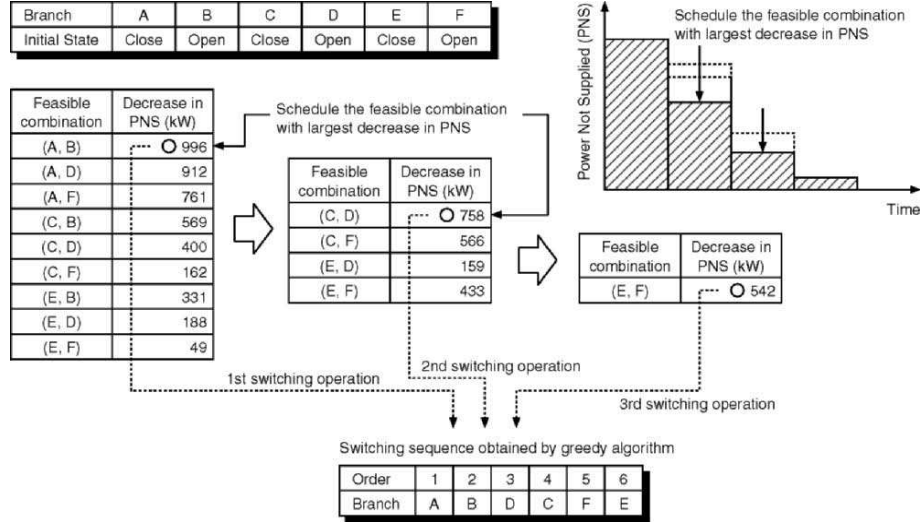 Branch A B C D E F
Initial State Close Open Close Open Close Open
Power Not Supplied (PNS)
Schedule the feasible combination
with largest decrease in PNS
Time
Feasible combination Decrease in PNS (kW)
(A, B) 996
(A, D) 912
(A, F) 761
(C, B) 569
(C, D) 400
(C, F) 162
(E, B) 331
(E, D) 188
(E, F) 49
Schedule the feasible combination
with largest decrease in PNS
Feasible combination Decrease in PNS (kW)
(C, D) 758
(C, F) 566
(E, D) 159
(E, F) 433
Feasible combination Decrease in PNS (kW)
(E, F) 542
1st switching operation
2nd switching operation
3rd switching operation
Switching sequence obtained by greedy algorithm
Order 1 2 3 4 5 6
Branch A B D C F E